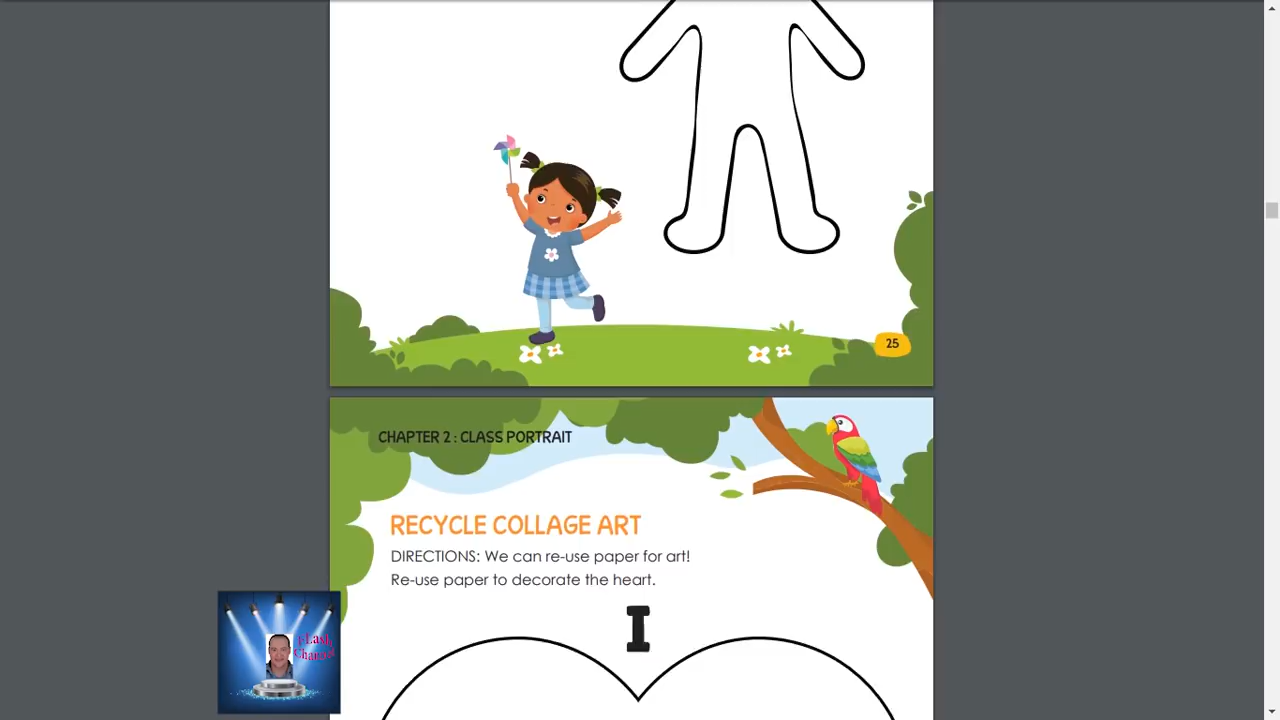 25
CHAPTER 2 : CLASS PORTRAIT
RECYCLE COLLAGE ART
DIRECTIONS: We can re-use paper for art!
Re-use paper to decorate the heart.
I